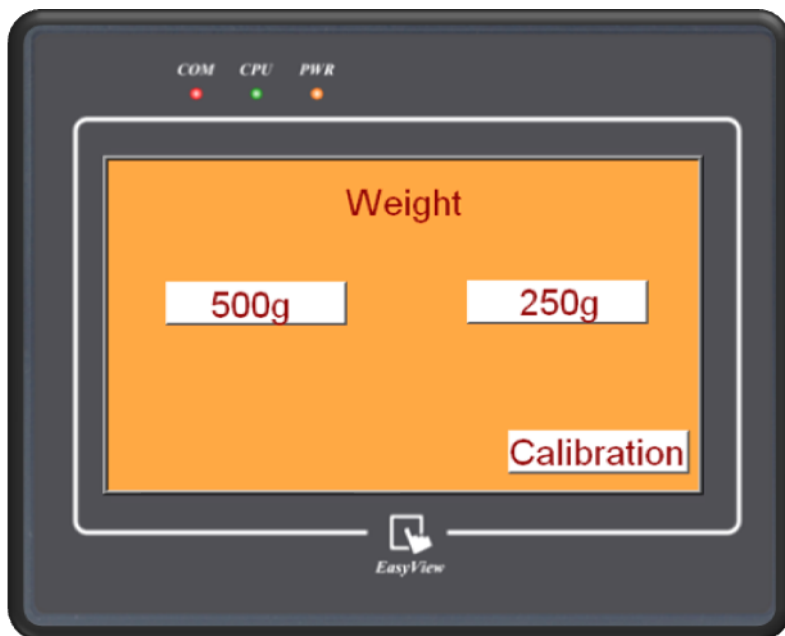 COM CPU PWR
Weight
500g 250g
Calibration
EasyView